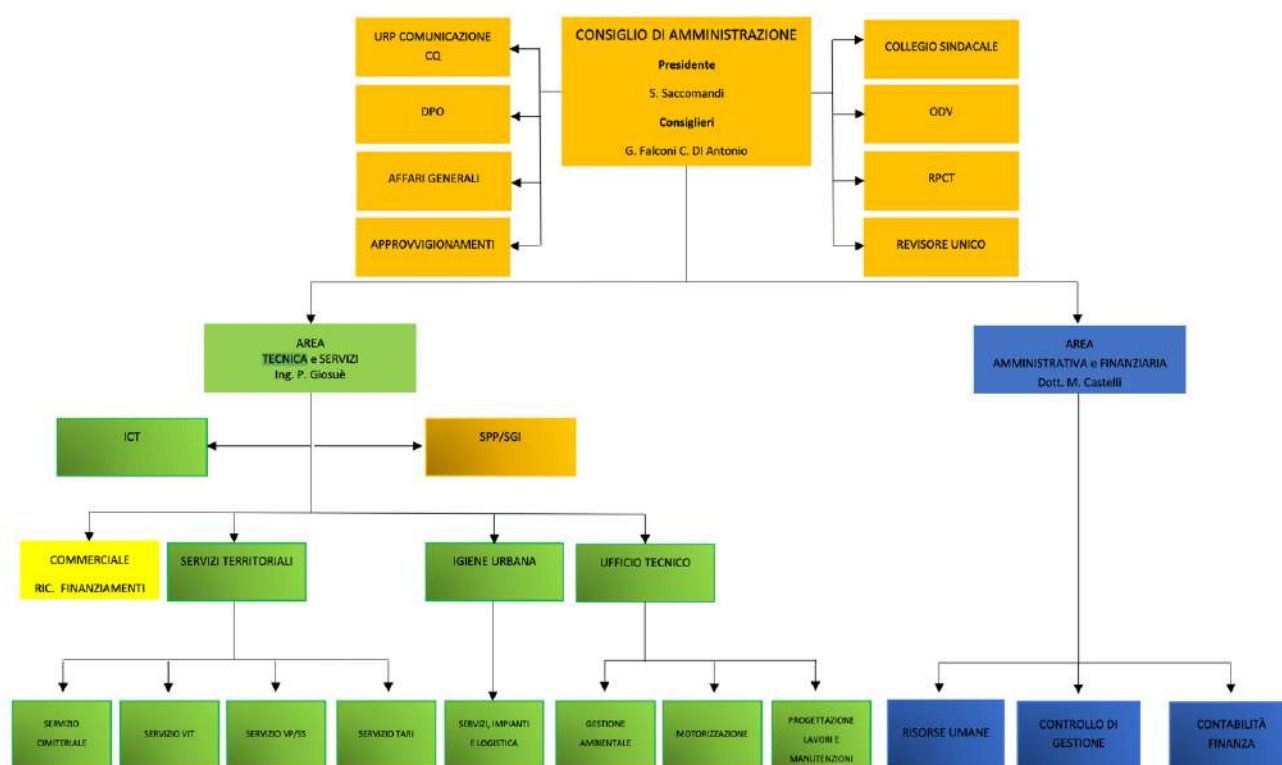 URP COMUNICAZIONE
CQ
DPO
AFFARI GENERALI
APPROVVIGIONAMENTI
CONSIGLIO DI AMMINISTRAZIONE
Presidente
S. Saccomandi
Consiglieri
G. Falconi C. DI Antonio
COLLEGIO SINDACALE
ODV
RPCT
REVISORE UNICO
AREA
TECNICA e SERVIZI
Ing. P. Giosuè
AREA
AMMINISTRATIVA e FINANZIARIA
Dott. M. Castelli
ICT
SPP/SGI
COMMERCIALE
RIC. FINANZIAMENTI
SERVIZI TERRITORIALI
IGIENE URBANA
UFFICIO TECNICO
SERVIZIO
CIMITERIALE
SERVIZIO VIT
SERVIZIO VP/SS
SERVIZIO TARI
SERVIZI, IMPIANTI
E LOGISTICA
GESTIONE
AMBIENTALE
MOTORIZZAZIONE
PROGETTAZIONE
LAVORI E
MANUTENZIONI
RISORSE UMANE
CONTROLLO DI
GESTIONE
CONTABILITÀ
FINANZA